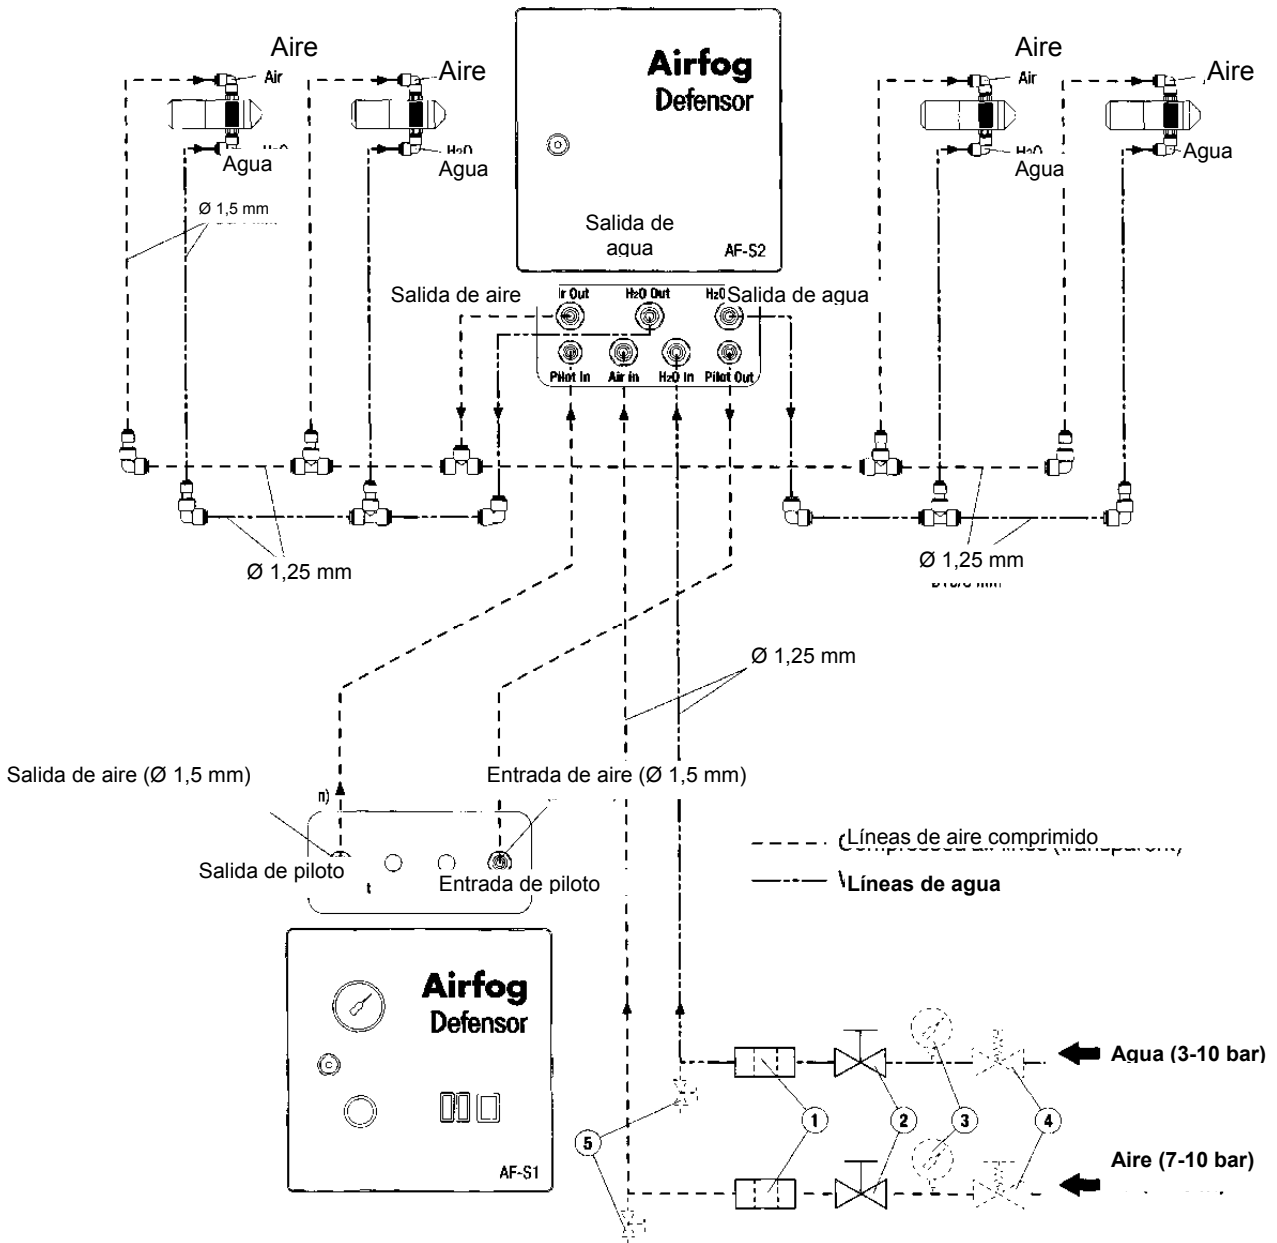 Aire
Air
Aire
Aire
Air
Aire
Airfog
Defensor
Agua
H2O
Agua
Agua
Agua
Ø 1,5 mm
Salida de
agua
AF-S2
Salida de aire
Out
H2O Out
Salida de agua
Pilot In
Air in
H2O In
Pilot Out
Ø 1,25 mm
Ø 1,25 mm
Ø 1,25 mm
Salida de aire (Ø 1,5 mm)
Entrada de aire (Ø 1,5 mm)
Salida de piloto
Entrada de piloto
Líneas de aire comprimido
Líneas de agua
Airfog
Defensor
AF-S1
Agua (3-10 bar)
1
2
3
4
5
Aire (7-10 bar)